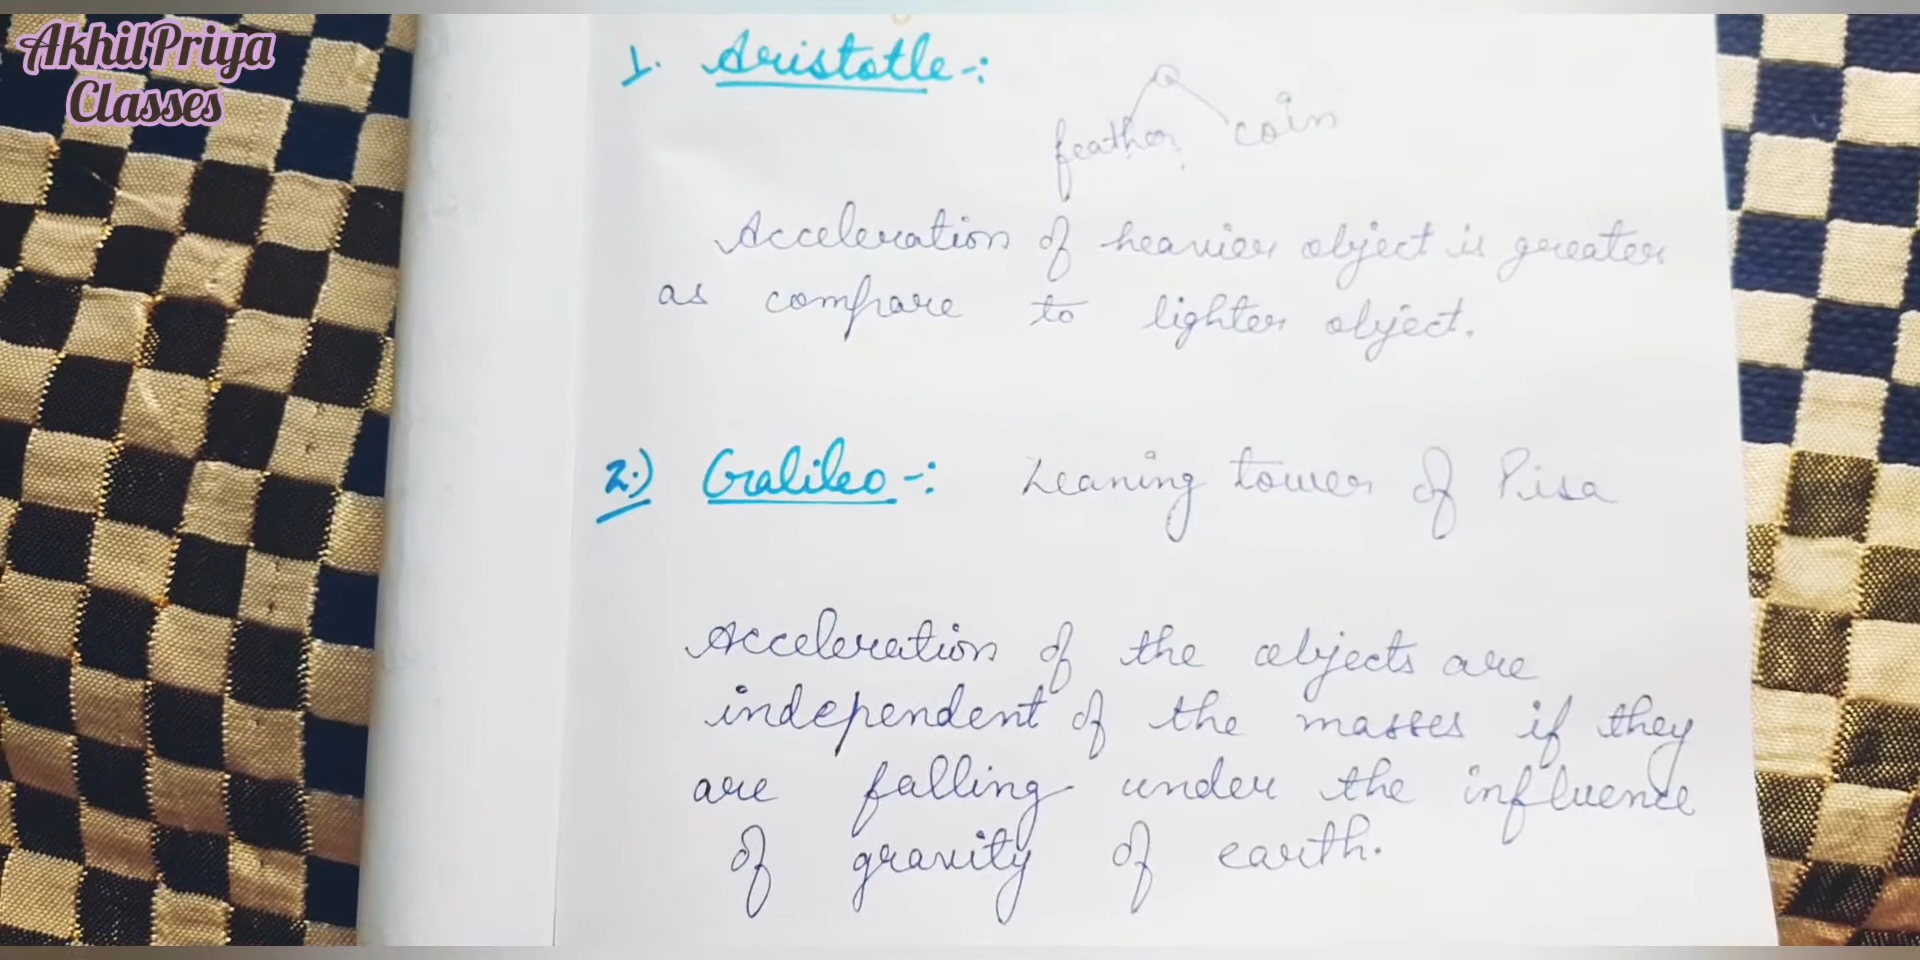 AkhilPriya
Classes
1. Aristotle -:
feather coin
Acceleration of heavier object is greater
as compare to lighter object.
2.) Galileo -: Leaning tower of Pisa
Acceleration of the objects are
independent of the masses if they
are falling under the influence
of gravity of earth.